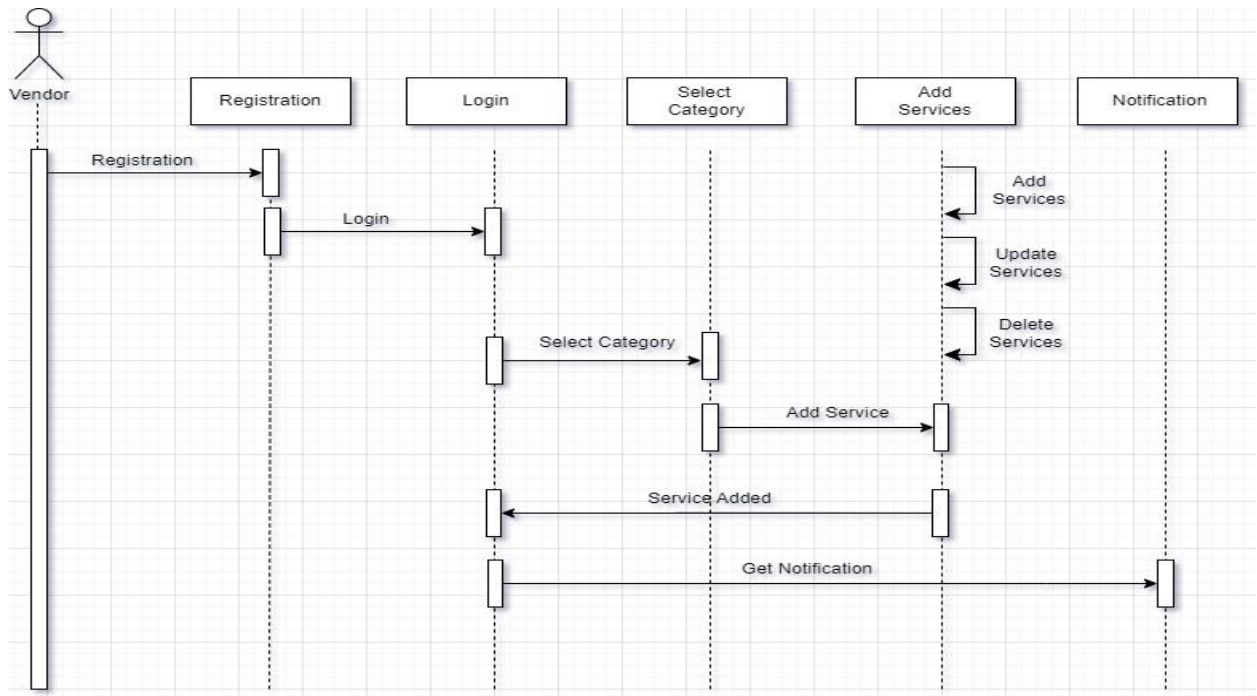 Vendor
Registration
Login
Select
Category
Add
Services
Notification
Registration
Add
Services
Login
Update
Services
Delete
Services
Select Category
Add Service
Service Added
Get Notification